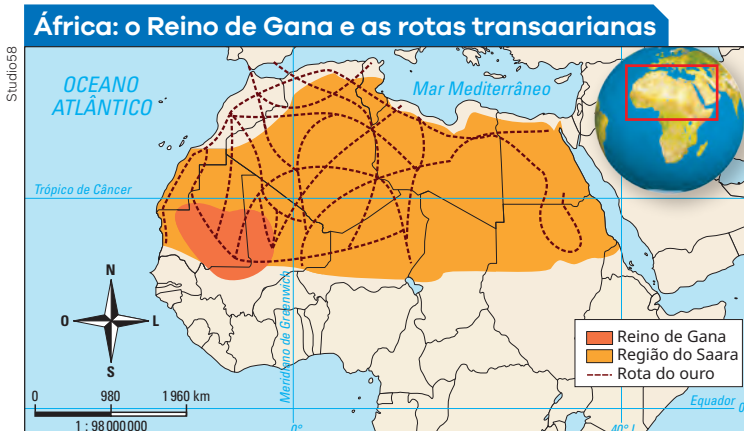 África: o Reino de Gana e as rotas transaarianas
Studio58
OCEANO
ATLÂNTICO
Mar Mediterrâneo
Trópico de Câncer
N
O
L
S
Meridiano de Greenwich
Reino de Gana
Região do Saara
Rota do ouro
0 980 1 960 km
1 : 98 000 000
Equador 0
0°
40° L